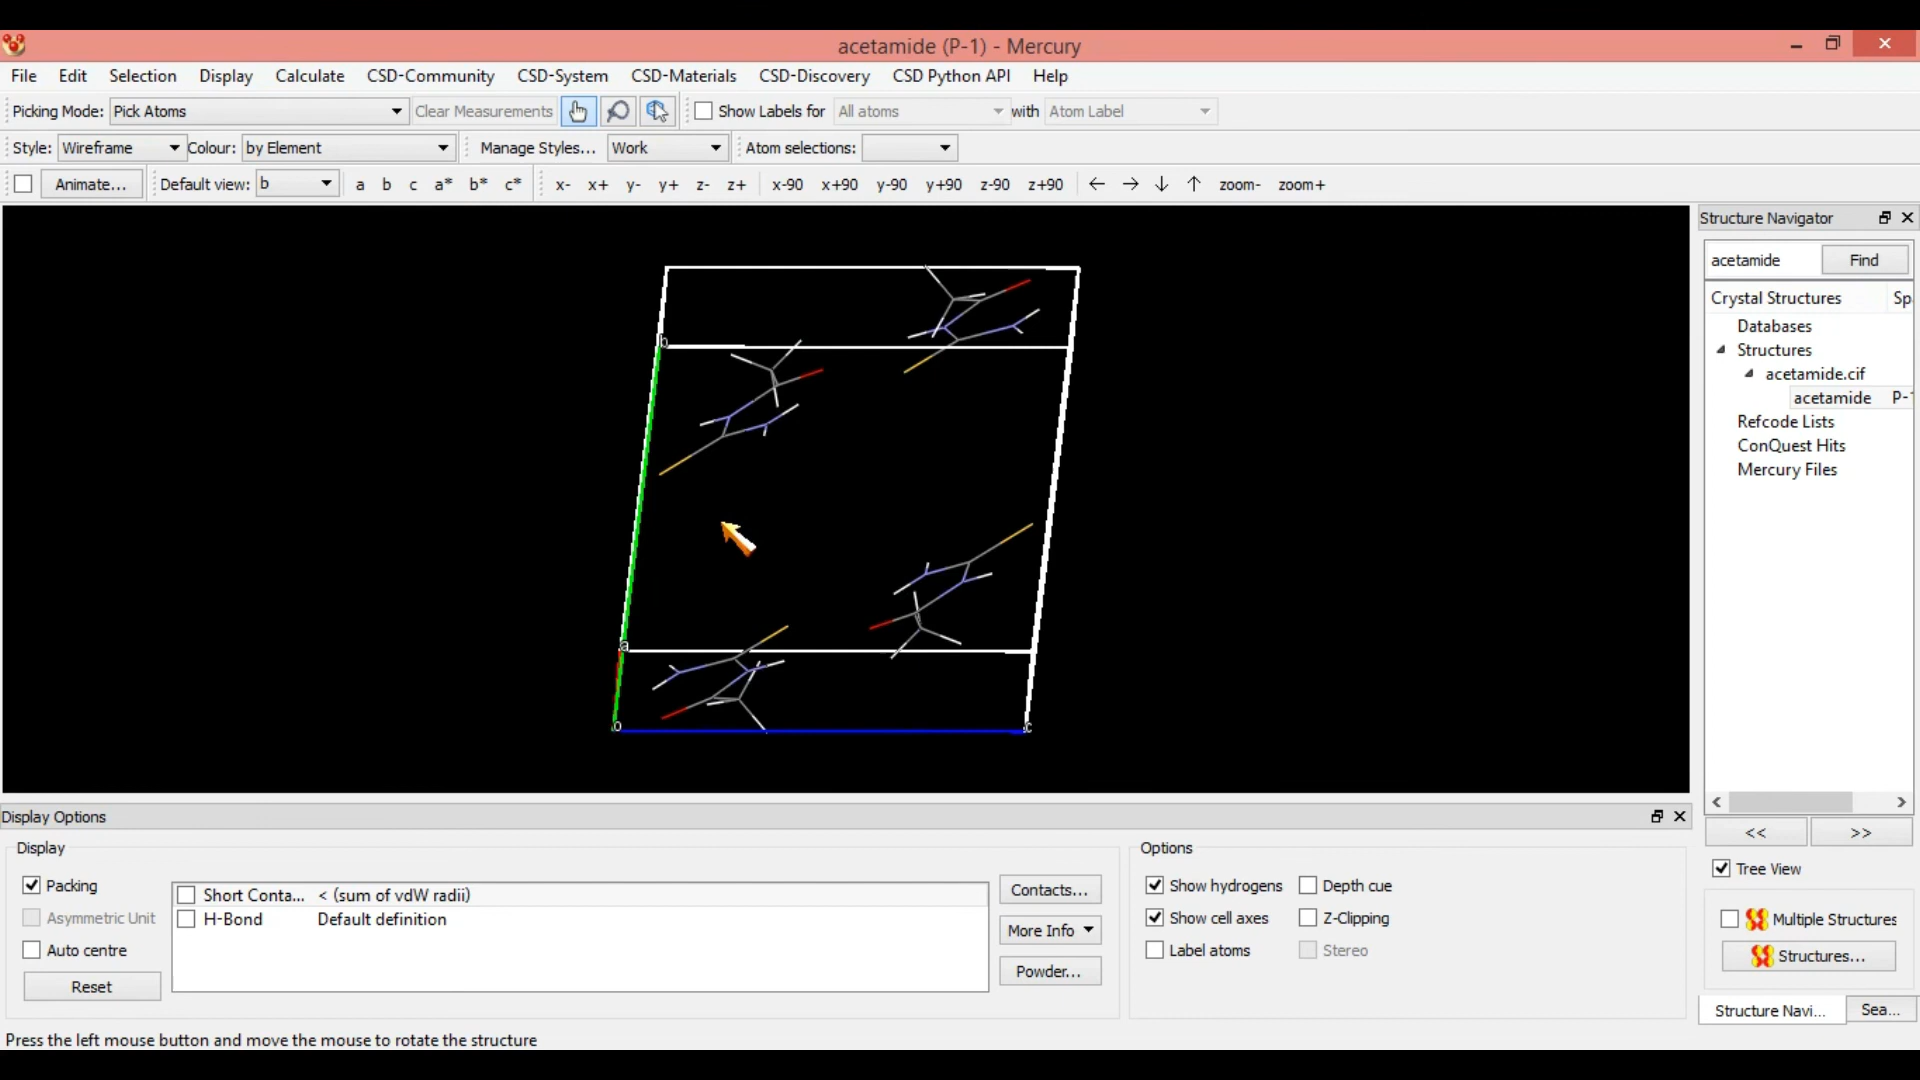 acetamide (P-1) - Mercury
File Edit Selection Display Calculate CSD-Community CSD-System CSD-Materials CSD-Discovery CSD Python API Help
Picking Mode: Pick Atoms Clear Measurements Show Labels for All atoms with Atom Label
Style: Wireframe Colour: by Element Manage Styles... Work Atom selections:
Animate... Default view: b a b c a* b* c* x- x+ y- y+ z- z+ x-90 x+90 y-90 y+90 z-90 z+90 ← → ↓ ↑ zoom- zoom+
Structure Navigator
acetamide Find
Crystal Structures Sp
Databases
Structures
acetamide.cif
acetamide P-1
Refcode Lists
ConQuest Hits
Mercury Files
b
a
o c
<< >>
Tree View
Multiple Structures
Structures...
Structure Navi... Sea...
Display Options
Display
Packing
Asymmetric Unit
Auto centre
Reset
Short Conta... < (sum of vdW radii)
H-Bond Default definition
Contacts...
More Info
Powder...
Options
Show hydrogens Depth cue
Show cell axes Z-Clipping
Label atoms Stereo
Press the left mouse button and move the mouse to rotate the structure